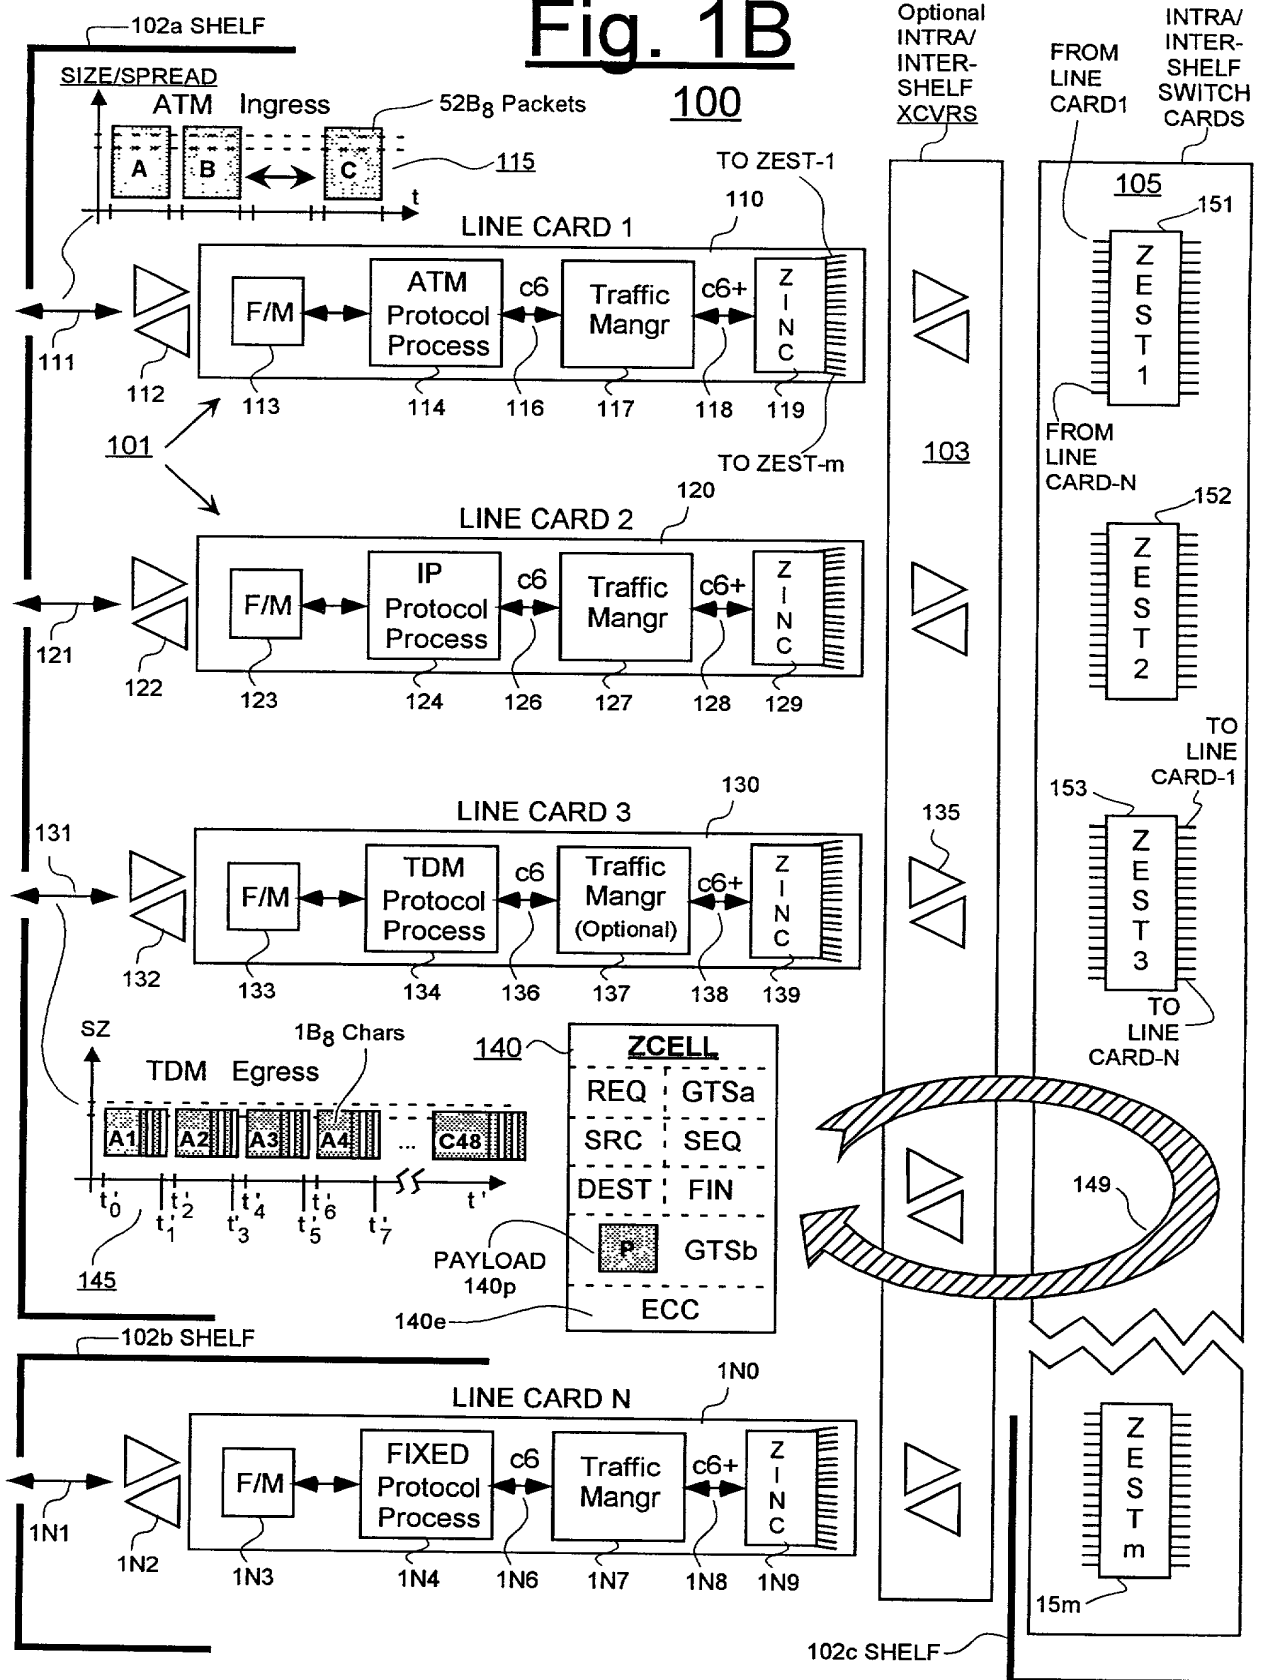 Fig. 1B
100
102a SHELF
SIZE/SPREAD
ATM Ingress
52B8 Packets
A
B
C
115
t
Optional
INTRA/
INTER-
SHELF
XCVRS
FROM
LINE
CARD1
INTRA/
INTER-
SHELF
SWITCH
CARDS
105
TO ZEST-1
LINE CARD 1
110
111
112
F/M
113
ATM
Protocol
Process
114
c6
116
Traffic
Mangr
117
c6+
118
ZINC
119
151
ZEST1
101
TO ZEST-m
103
FROM
LINE
CARD-N
LINE CARD 2
120
121
122
F/M
123
IP
Protocol
Process
124
c6
126
Traffic
Mangr
127
c6+
128
ZINC
129
152
ZEST2
TO
LINE
CARD-1
LINE CARD 3
130
131
132
F/M
133
TDM
Protocol
Process
134
c6
136
Traffic
Mangr
(Optional)
137
c6+
138
ZINC
139
135
153
ZEST3
TO
LINE
CARD-N
SZ
1B8 Chars
TDM Egress
A1
A2
A3
A4
...
C48
t'0
t'1
t'2
t'3
t'4
t'5
t'6
t'7
t'
145
140
ZCELL
REQ GTSa
SRC SEQ
DEST FIN
P GTSb
ECC
PAYLOAD
140p
140e
149
102b SHELF
LINE CARD N
1N0
1N1
1N2
F/M
1N3
FIXED
Protocol
Process
1N4
c6
1N6
Traffic
Mangr
1N7
c6+
1N8
ZINC
1N9
ZESTm
15m
102c SHELF